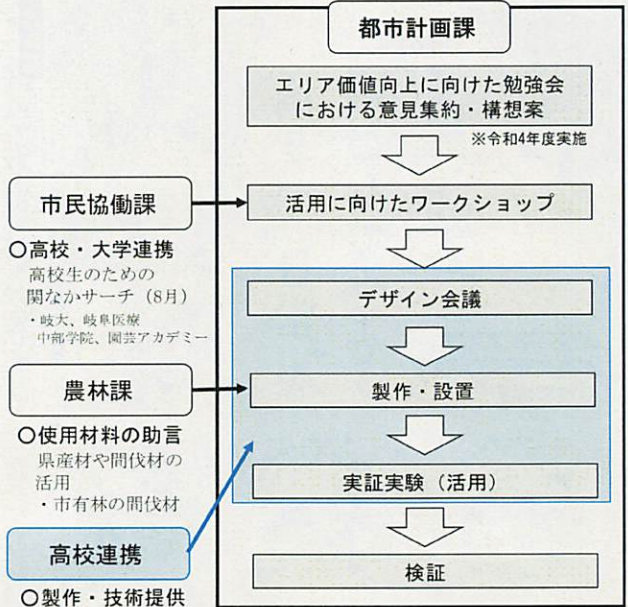 都市計画課
エリア価値向上に向けた勉強会
における意見集約・構想案
※令和4年度実施
市民協働課
活用に向けたワークショップ
〇高校・大学連携
高校生のための
関なかサーチ（8月）
・岐大、岐阜医療
中部学院、園芸アカデミー
デザイン会議
農林課
製作・設置
〇使用材料の助言
県産材や間伐材の
活用
・市有林の間伐材
実証実験（活用）
高校連携
検証
〇製作・技術提供